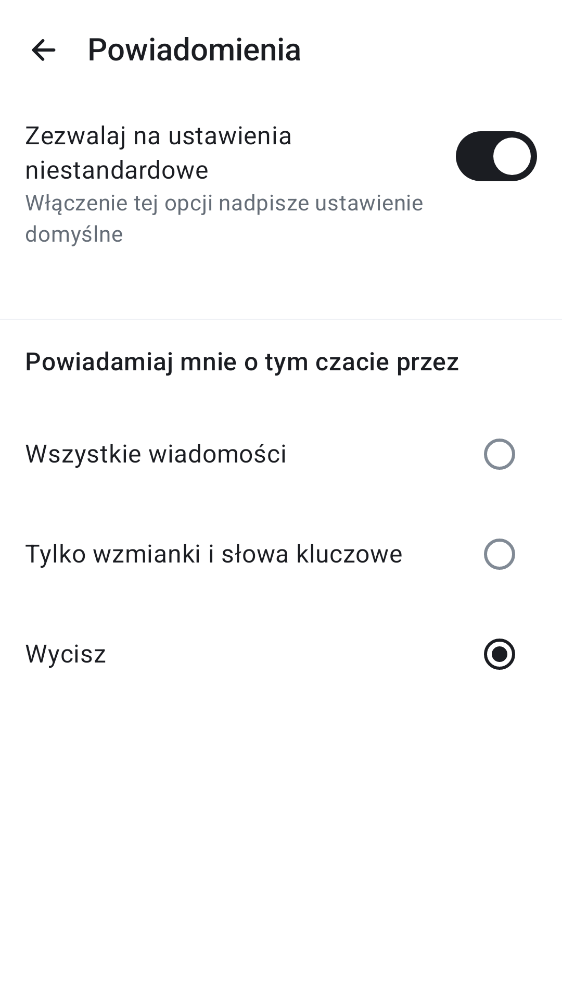 Powiadomienia
Zezwalaj na ustawienia
niestandardowe
Włączenie tej opcji nadpisze ustawienie
domyślne
Powiadamiaj mnie o tym czacie przez
Wszystkie wiadomości
Tylko wzmianki i słowa kluczowe
Wycisz